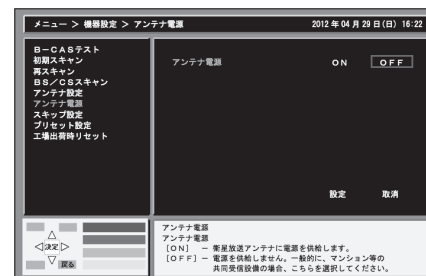 メニュー > 機器設定 > アンテナ電源 2012年04月29日(日) 16:22
B-CASテスト
初期スキャン
再スキャン
BS/CSスキャン
アンテナ設定
アンテナ電源
スキップ設定
プリセット設定
工場出荷時リセット
アンテナ電源 ON OFF
設定 取消
決定
戻る
アンテナ電源
アンテナ電源
[ON] - 衛星放送アンテナに電源を供給します。
[OFF] - 電源を供給しません。一般的に、マンション等の
共同受信設備の場合、こちらを選択してください。